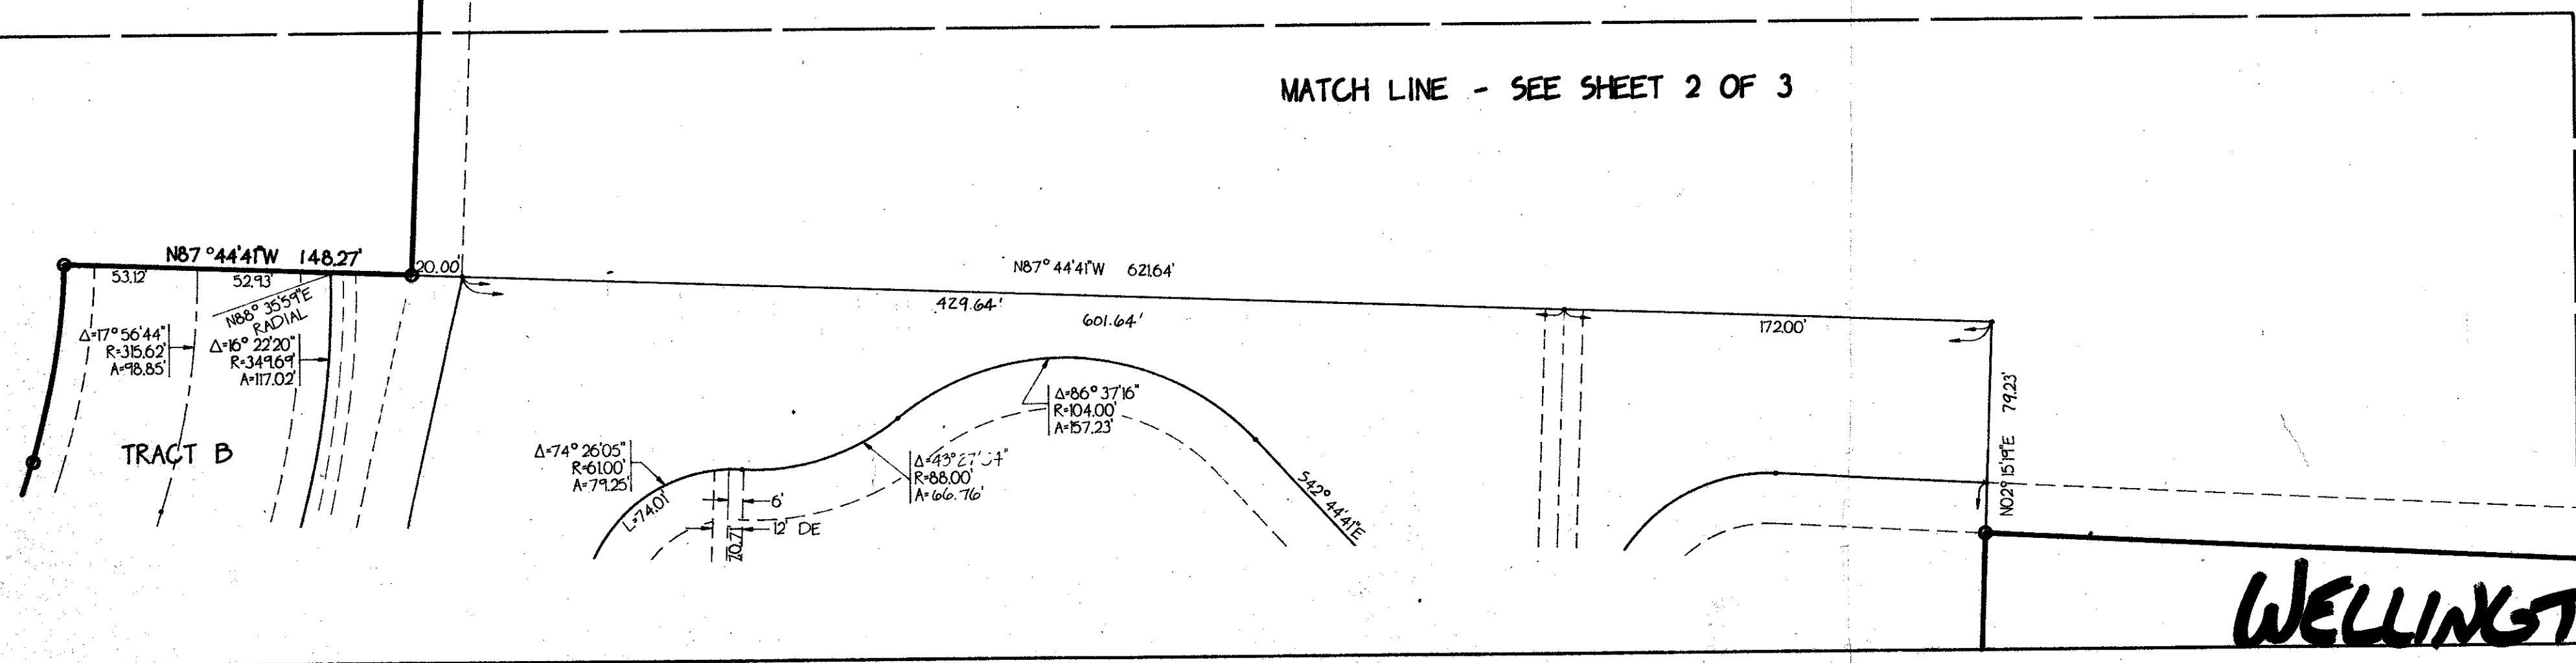 MATCH LINE - SEE SHEET 2 OF 3
N87°44'41"W 148.27'
20.00'
N87°44'41"W 621.64'
53.12'
52.93'
429.64'
601.64'
172.00'
N88°35'59"E
RADIAL
Δ=17°56'44"
R=315.62'
A=98.85'
Δ=16°22'20"
R=349.69'
A=117.02'
TRACT B
Δ=74°26'05"
R=61.00'
A=79.25'
L=74.01'
6'
12' DE
70.71'
Δ=86°37'16"
R=104.00'
A=157.23'
R=88.00'
A=66.76'
S42°44'41"E
N02°15'19"E 79.23'
WELLINGT